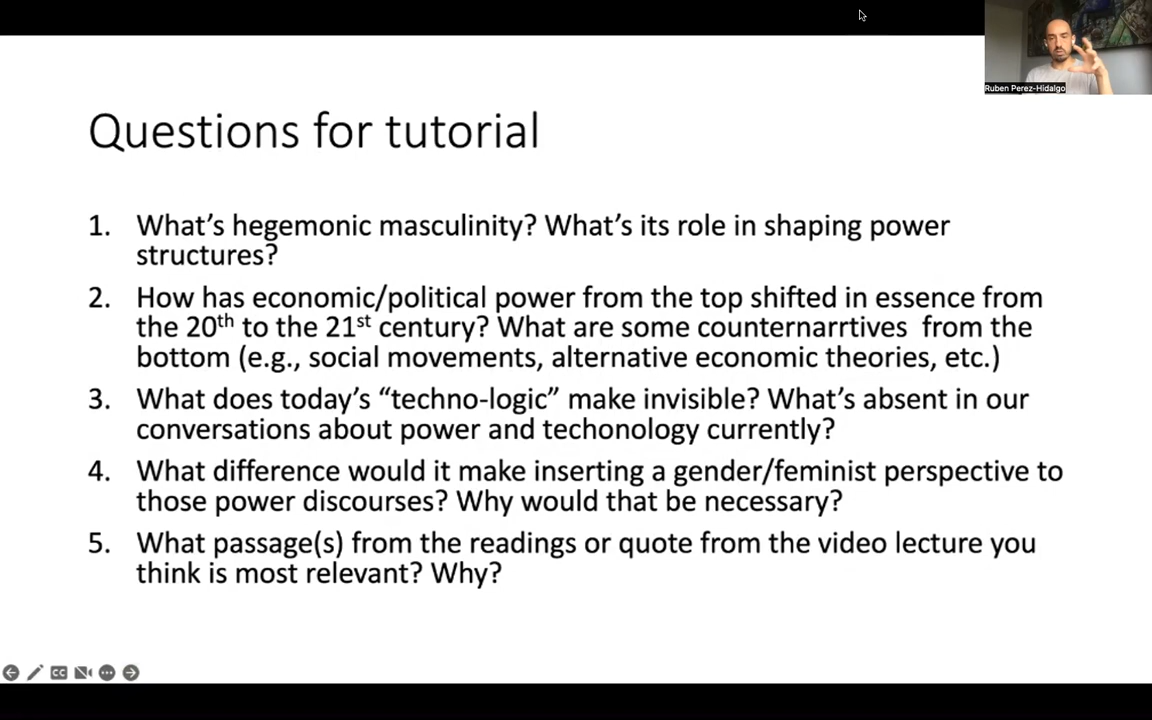 Ruben Perez-Hidalgo
Questions for tutorial
1. What's hegemonic masculinity? What's its role in shaping power
structures?
2. How has economic/political power from the top shifted in essence from
the 20th to the 21st century? What are some counternarrtives from the
bottom (e.g., social movements, alternative economic theories, etc.)
3. What does today's “techno-logic” make invisible? What's absent in our
conversations about power and techonology currently?
4. What difference would it make inserting a gender/feminist perspective to
those power discourses? Why would that be necessary?
5. What passage(s) from the readings or quote from the video lecture you
think is most relevant? Why?
CC